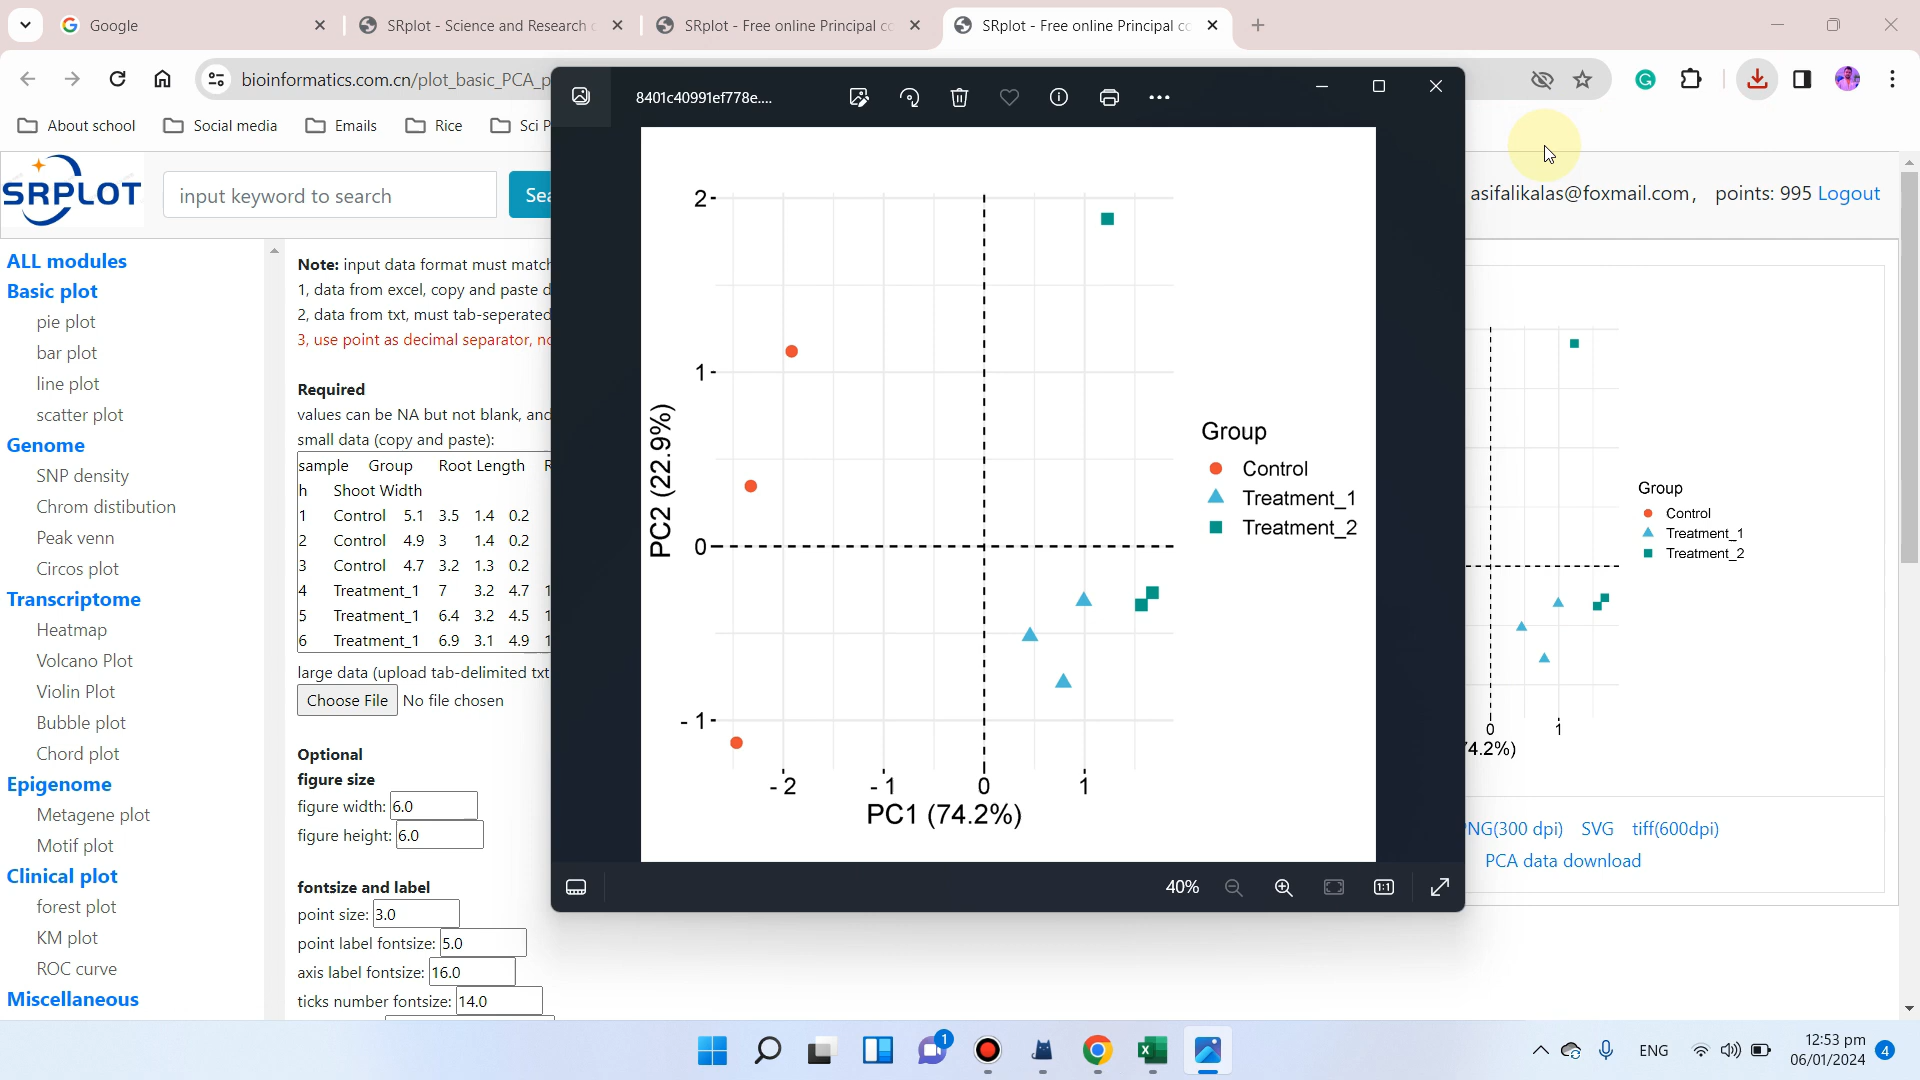 Google
SRplot - Science and Research
SRplot - Free online Principal co
SRplot - Free online Principal co
bioinformatics.com.cn/plot_basic_PCA_p
About school
Social media
Emails
Rice
Sci P
8401c40991ef778e....
SRPLOT
input keyword to search
Sea
asifalikalas@foxmail.com, points: 995 Logout
ALL modules
Basic plot
pie plot
bar plot
line plot
scatter plot
Genome
SNP density
Chrom distibution
Peak venn
Circos plot
Transcriptome
Heatmap
Volcano Plot
Violin Plot
Bubble plot
Chord plot
Epigenome
Metagene plot
Motif plot
Clinical plot
forest plot
KM plot
ROC curve
Miscellaneous
Note: input data format must match
1, data from excel, copy and paste d
2, data from txt, must tab-seperated
3, use point as decimal separator, no
Required
values can be NA but not blank, and
small data (copy and paste):
sample Group Root Length R
h Shoot Width
1 Control 5.1 3.5 1.4 0.2
2 Control 4.9 3 1.4 0.2
3 Control 4.7 3.2 1.3 0.2
4 Treatment_1 7 3.2 4.7 1
5 Treatment_1 6.4 3.2 4.5 1
6 Treatment_1 6.9 3.1 4.9 1
large data (upload tab-delimited txt
Choose File No file chosen
Optional
figure size
figure width: 6.0
figure height: 6.0
fontsize and label
point size: 3.0
point label fontsize: 5.0
axis label fontsize: 16.0
ticks number fontsize: 14.0
2
1
0
-1
PC2 (22.9%)
-2 -1 0 1
PC1 (74.2%)
Group
Control
Treatment_1
Treatment_2
40%
1:1
Group
Control
Treatment_1
Treatment_2
0 1
74.2%)
PNG(300 dpi) SVG tiff(600dpi)
PCA data download
1
ENG
12:53 pm
06/01/2024
4